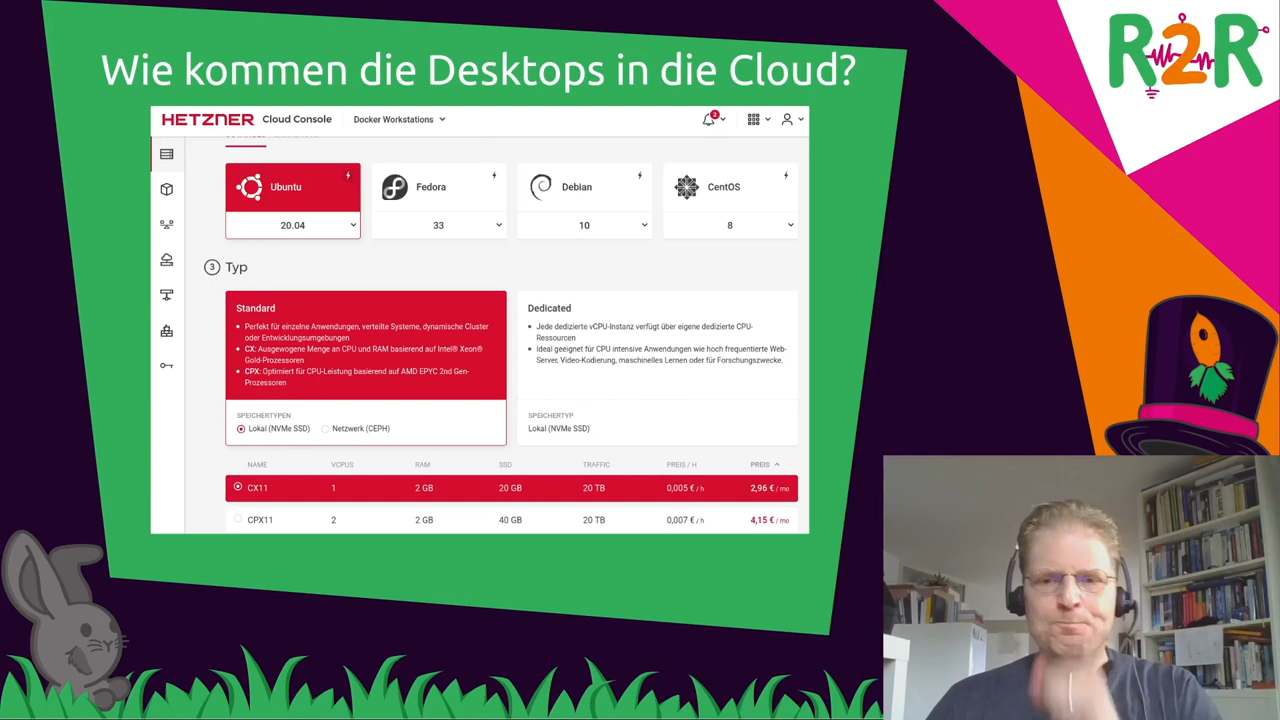 Wie kommen die Desktops in die Cloud?
R2R
HETZNER Cloud Console Docker Workstations
2
Ubuntu Fedora Debian CentOS
20.04 33 10 8
3 Typ
Standard
Perfekt für einzelne Anwendungen, verteilte Systeme, dynamische Cluster
oder Entwicklungsumgebungen
CX: Ausgewogene Menge an CPU und RAM basierend auf Intel® Xeon®
Gold-Prozessoren
CPX: Optimiert für CPU-Leistung basierend auf AMD EPYC 2nd Gen-
Prozessoren
SPEICHERTYPEN
Lokal (NVMe SSD) Netzwerk (CEPH)
Dedicated
Jede dedizierte vCPU-Instanz verfügt über eigene dedizierte CPU-
Ressourcen
Ideal geeignet für CPU intensive Anwendungen wie hoch frequentierte Web-
Server, Video-Kodierung, maschinelles Lernen oder für Forschungszwecke.
SPEICHERTYP
Lokal (NVMe SSD)
NAME VCPUS RAM SSD TRAFFIC PREIS / H PREIS
CX11 1 2 GB 20 GB 20 TB 0,005 € / h 2,96 € / mo
CPX11 2 2 GB 40 GB 20 TB 0,007 € / h 4,15 € / mo